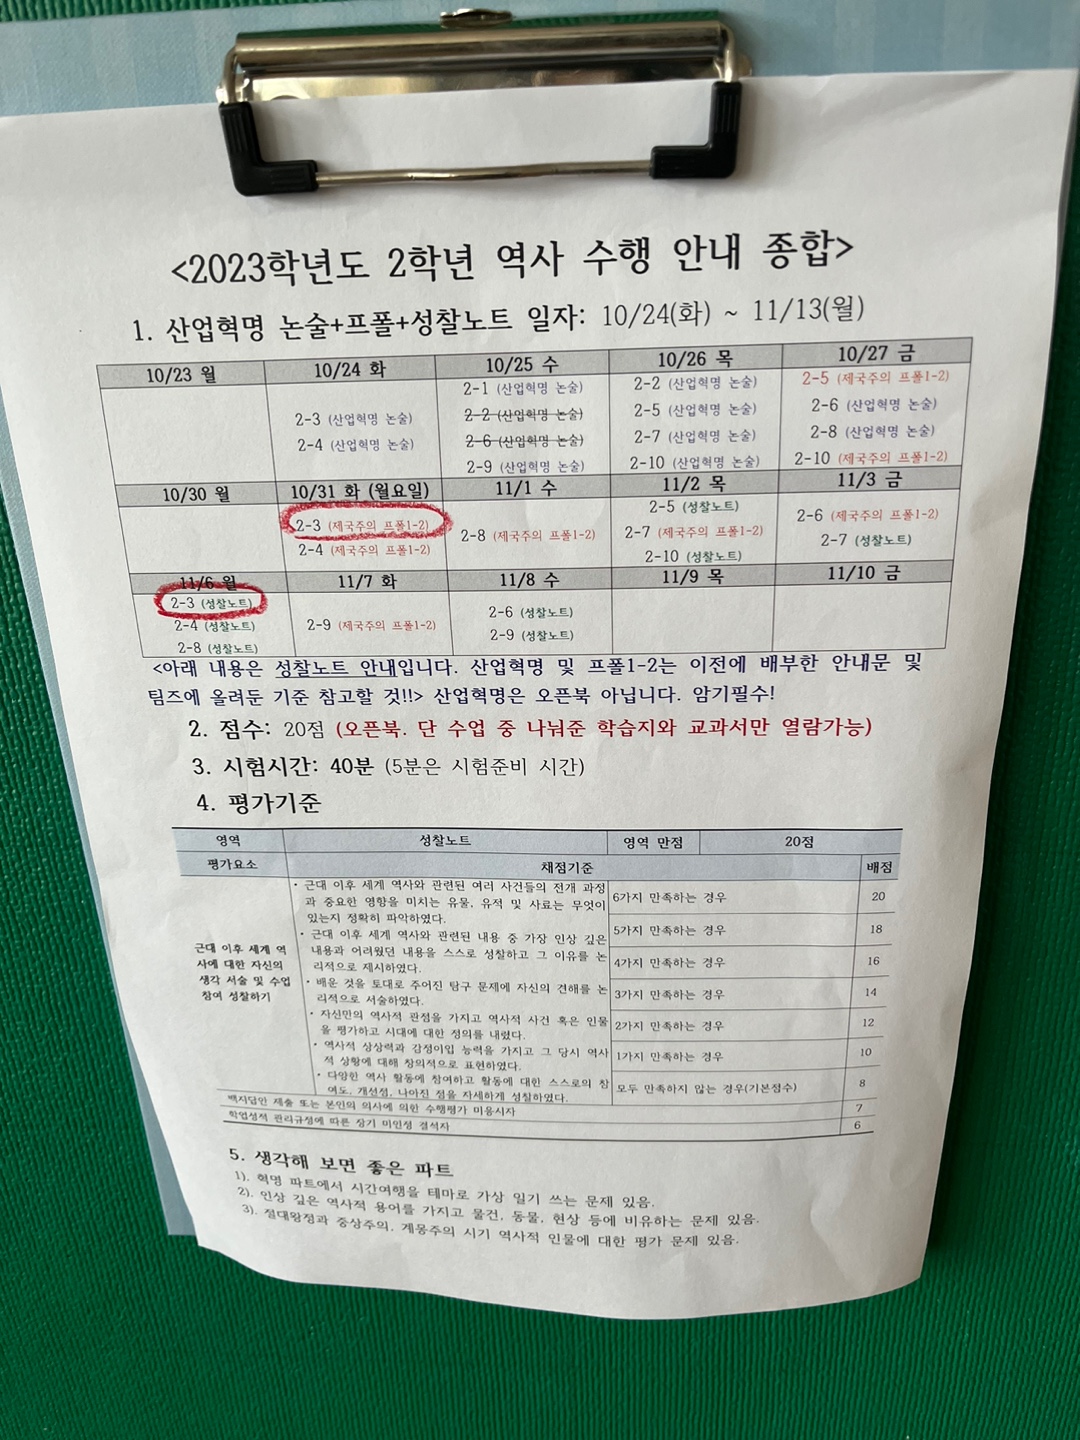 <2023학년도 2학년 역사 수행 안내 종합>
1. 산업혁명 논술+프폴+성찰노트 일자: 10/24(화) ~ 11/13(월)
10/23 월 10/24 화 10/25 수 10/26 목 10/27 금
2-1 (산업혁명 논술) 2-2 (산업혁명 논술) 2-5 (제국주의 프폴1-2)
2-3 (산업혁명 논술) 2-2 (산업혁명 논술) 2-5 (산업혁명 논술) 2-6 (산업혁명 논술)
2-4 (산업혁명 논술) 2-6 (산업혁명 논술) 2-7 (산업혁명 논술) 2-8 (산업혁명 논술)
2-9 (산업혁명 논술) 2-10 (산업혁명 논술) 2-10 (제국주의 프폴1-2)
10/30 월 10/31 화 (월요일) 11/1 수 11/2 목 11/3 금
2-3 (제국주의 프폴1-2) 2-5 (성찰노트) 2-6 (제국주의 프폴1-2)
2-8 (제국주의 프폴1-2) 2-7 (제국주의 프폴1-2)
2-4 (제국주의 프폴1-2) 2-10 (성찰노트) 2-7 (성찰노트)
11/6 월 11/7 화 11/8 수 11/9 목 11/10 금
2-3 (성찰노트) 2-6 (성찰노트)
2-4 (성찰노트) 2-9 (제국주의 프폴1-2) 2-9 (성찰노트)
2-8 (성찰노트)
<아래 내용은 성찰노트 안내입니다. 산업혁명 및 프폴1-2는 이전에 배부한 안내문 및
팀즈에 올려둔 기준 참고할 것!!> 산업혁명은 오픈북 아닙니다. 암기필수!
2. 점수: 20점 (오픈북. 단 수업 중 나눠준 학습지와 교과서만 열람가능)
3. 시험시간: 40분 (5분은 시험준비 시간)
4. 평가기준
영역 성찰노트 영역 만점 20점
평가요소 채점기준 배점
근대 이후 세계 역
사에 대한 자신의
생각 서술 및 수업
참여 성찰하기
• 근대 이후 세계 역사와 관련된 여러 사건들의 전개 과정
과 중요한 영향을 미치는 유물, 유적 및 사료는 무엇이
있는지 정확히 파악하였다.
• 근대 이후 세계 역사와 관련된 내용 중 가장 인상 깊은
내용과 어려웠던 내용을 스스로 성찰하고 그 이유를 논
리적으로 제시하였다.
• 배운 것을 토대로 주어진 탐구 문제에 자신의 견해를 논
리적으로 서술하였다.
• 자신만의 역사적 관점을 가지고 역사적 사건 혹은 인물
을 평가하고 시대에 대한 정의를 내렸다.
• 역사적 상상력과 감정이입 능력을 가지고 그 당시 역사
적 상황에 대해 창의적으로 표현하였다.
• 다양한 역사 활동에 참여하고 활동에 대한 스스로의 참
여도, 개선점, 나아진 점을 자세하게 성찰하였다.
6가지 만족하는 경우 20
5가지 만족하는 경우 18
4가지 만족하는 경우 16
3가지 만족하는 경우 14
2가지 만족하는 경우 12
1가지 만족하는 경우 10
모두 만족하지 않는 경우(기본점수) 8
백지답안 제출 또는 본인의 의사에 의한 수행평가 미응시자 7
학업성적 관리규정에 따른 장기 미인정 결석자 6
5. 생각해 보면 좋은 파트
1). 혁명 파트에서 시간여행을 테마로 가상 일기 쓰는 문제 있음.
2). 인상 깊은 역사적 용어를 가지고 물건, 동물, 현상 등에 비유하는 문제 있음.
3). 절대왕정과 중상주의, 계몽주의 시기 역사적 인물에 대한 평가 문제 있음.